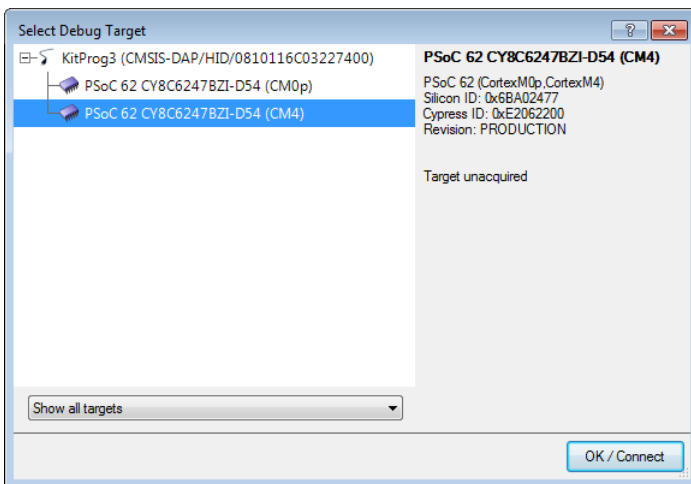 Select Debug Target
KitProg3 (CMSIS-DAP/HID/0810116C03227400)
PSoC 62 CY8C6247BZI-D54 (CM0p)
PSoC 62 CY8C6247BZI-D54 (CM4)
Show all targets
PSoC 62 CY8C6247BZI-D54 (CM4)
PSoC 62 (CortexM0p,CortexM4)
Silicon ID: 0x6BA02477
Cypress ID: 0xE2062200
Revision: PRODUCTION
Target unacquired
OK / Connect